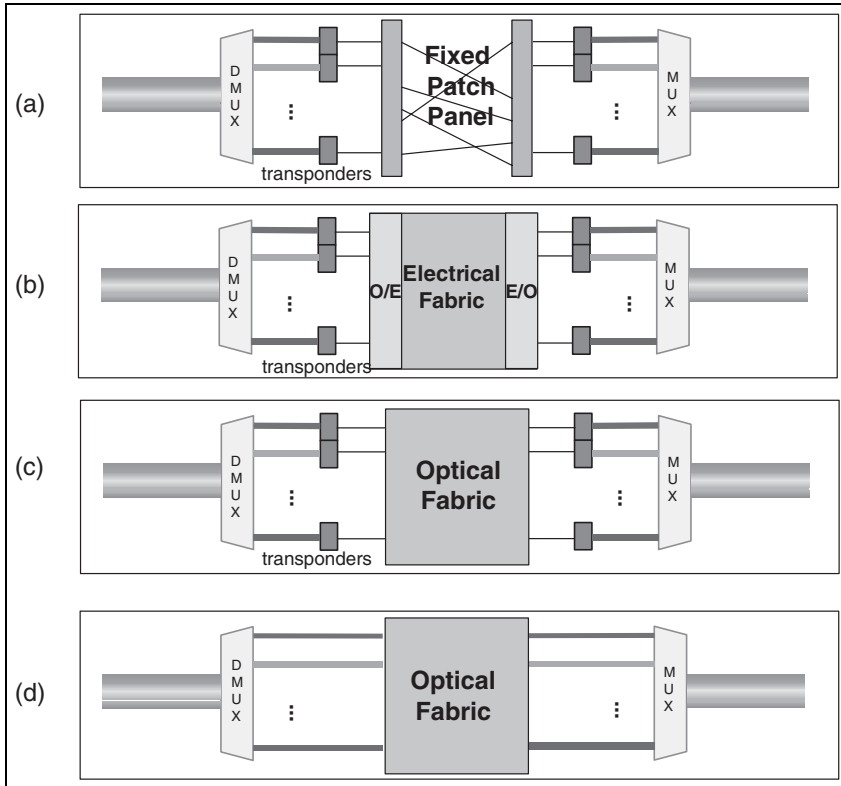 (a)
DMUX
Fixed
Patch
Panel
MUX
transponders
(b)
DMUX
O/E
Electrical
Fabric
E/O
MUX
transponders
(c)
DMUX
Optical
Fabric
MUX
transponders
(d)
DMUX
Optical
Fabric
MUX